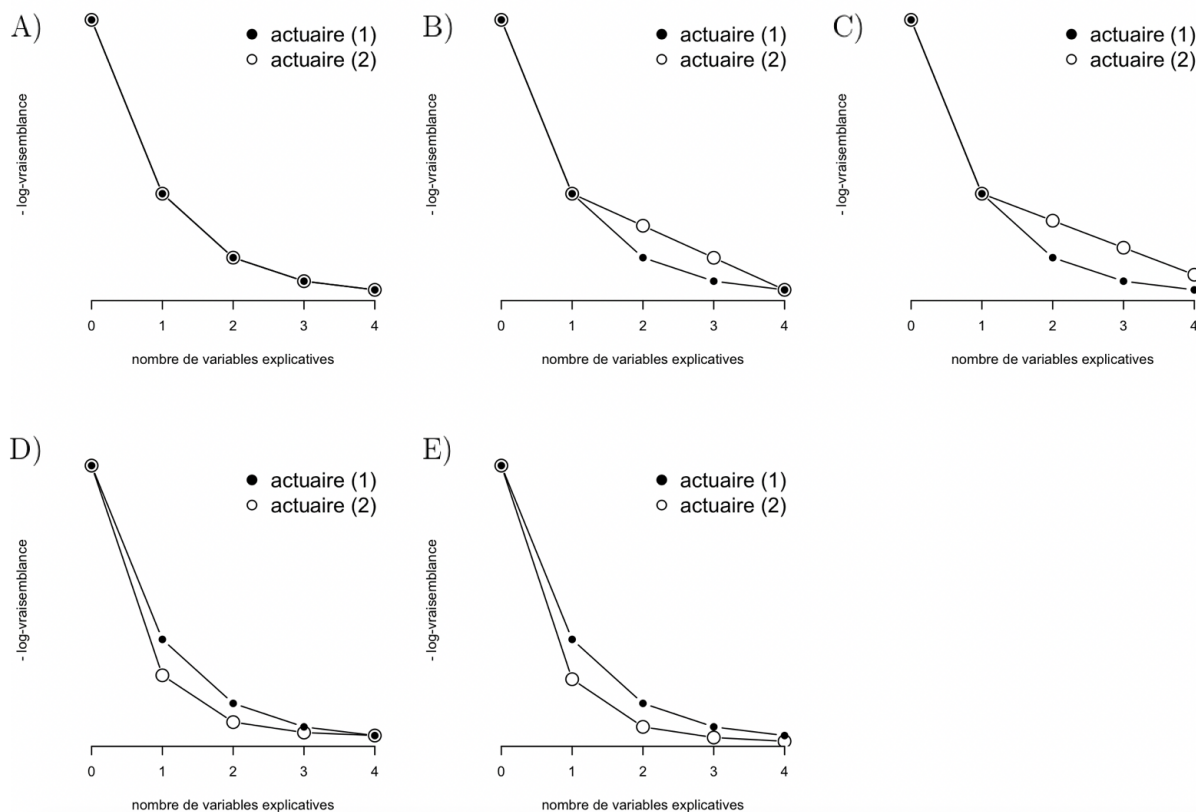 A)
actuaire (1)
actuaire (2)
- log-vraisemblance
0 1 2 3 4
nombre de variables explicatives
B)
actuaire (1)
actuaire (2)
- log-vraisemblance
0 1 2 3 4
nombre de variables explicatives
C)
actuaire (1)
actuaire (2)
- log-vraisemblance
0 1 2 3 4
nombre de variables explicatives
D)
actuaire (1)
actuaire (2)
- log-vraisemblance
0 1 2 3 4
nombre de variables explicatives
E)
actuaire (1)
actuaire (2)
- log-vraisemblance
0 1 2 3 4
nombre de variables explicatives